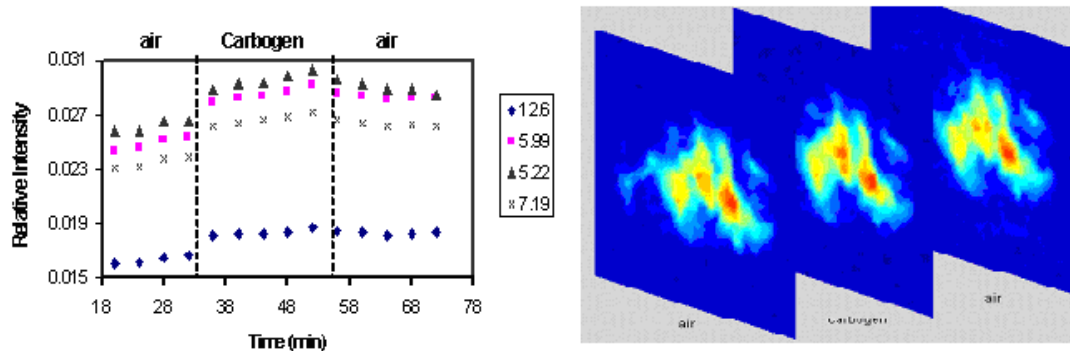 air Carbogen air
0.031
0.027
0.023
0.019
0.015
Relative Intensity
18 28 38 48 58 68 78
Time (min)
12.6
5.99
5.22
7.19
air
Carbogen
air